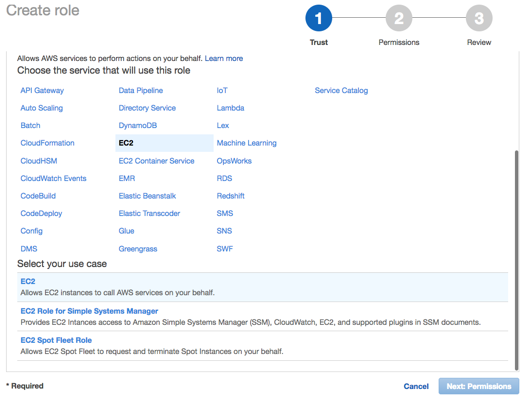 Create role
1
2
3
Trust
Permissions
Review
Allows AWS services to perform actions on your behalf. Learn more
Choose the service that will use this role
API Gateway Data Pipeline IoT Service Catalog
Auto Scaling Directory Service Lambda
Batch DynamoDB Lex
CloudFormation EC2 Machine Learning
CloudHSM EC2 Container Service OpsWorks
CloudWatch Events EMR RDS
CodeBuild Elastic Beanstalk Redshift
CodeDeploy Elastic Transcoder SMS
Config Glue SNS
DMS Greengrass SWF
Select your use case
EC2
Allows EC2 instances to call AWS services on your behalf.
EC2 Role for Simple Systems Manager
Provides EC2 Intances access to Amazon Simple Systems Manager (SSM), CloudWatch, EC2, and supported plugins in SSM documents.
EC2 Spot Fleet Role
Allows EC2 Spot Fleet to request and terminate Spot Instances on your behalf.
* Required
Cancel
Next: Permissions